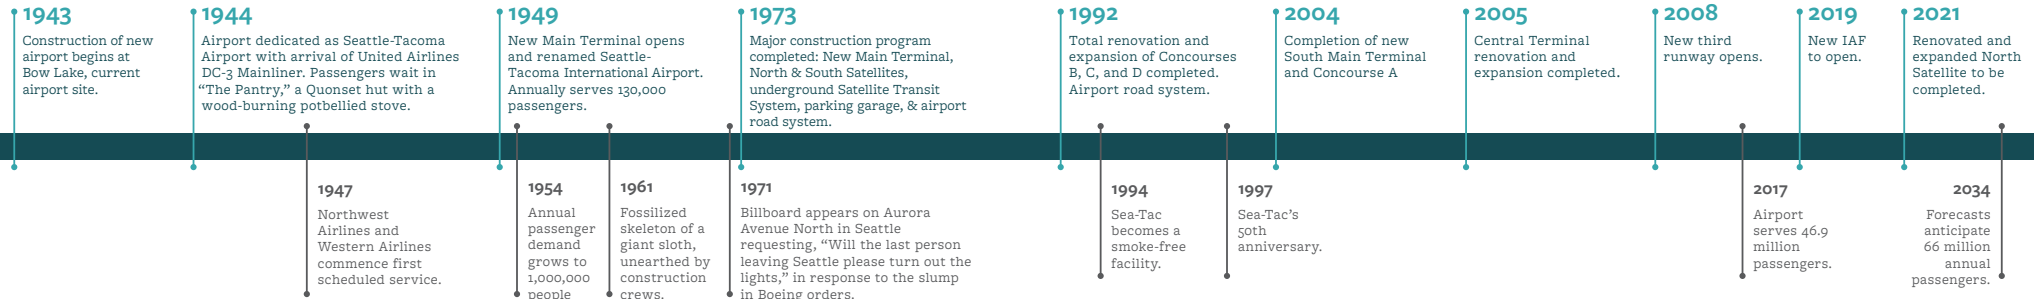 1943
Construction of new
airport begins at
Bow Lake, current
airport site.
1944
Airport dedicated as Seattle-Tacoma
Airport with arrival of United Airlines
DC-3 Mainliner. Passengers wait in
“The Pantry,” a Quonset hut with a
wood-burning potbellied stove.
1949
New Main Terminal opens
and renamed Seattle-
Tacoma International Airport.
Annually serves 130,000
passengers.
1973
Major construction program
completed: New Main Terminal,
North & South Satellites,
underground Satellite Transit
System, parking garage, & airport
road system.
1992
Total renovation and
expansion of Concourses
B, C, and D completed.
Airport road system.
2004
Completion of new
South Main Terminal
and Concourse A
2005
Central Terminal
renovation and
expansion completed.
2008
New third
runway opens.
2019
New IAF
to open.
2021
Renovated and
expanded North
Satellite to be
completed.
1947
Northwest
Airlines and
Western Airlines
commence first
scheduled service.
1954
Annual
passenger
demand
grows to
1,000,000
people
1961
Fossilized
skeleton of a
giant sloth,
unearthed by
construction
crews.
1971
Billboard appears on Aurora
Avenue North in Seattle
requesting, “Will the last person
leaving Seattle please turn out the
lights,” in response to the slump
in Boeing orders.
1994
Sea-Tac
becomes a
smoke-free
facility.
1997
Sea-Tac’s
50th
anniversary.
2017
Airport
serves 46.9
million
passengers.
2034
Forecasts
anticipate
66 million
annual
passengers.